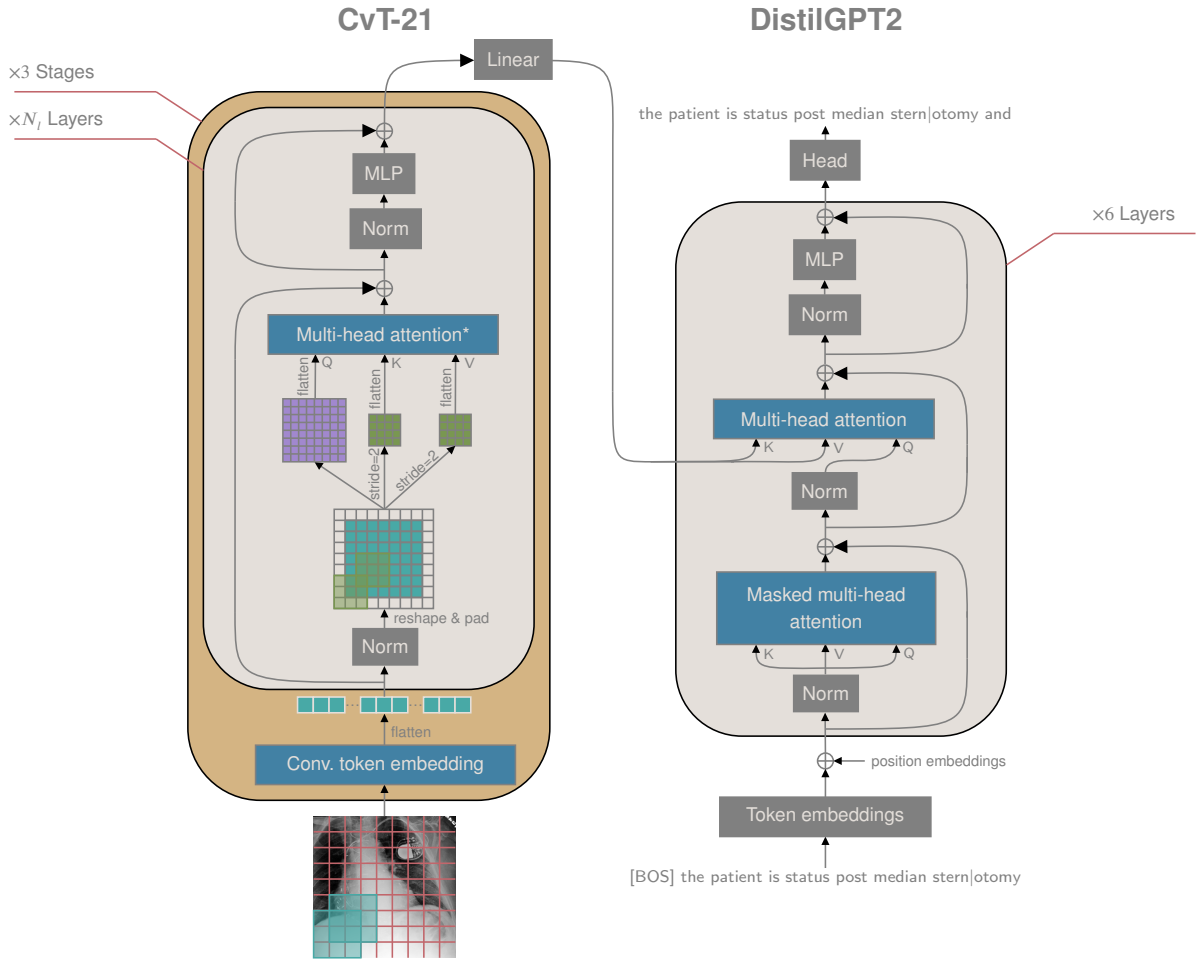 CvT-21
×3 Stages
×N_l Layers
Linear
MLP
Norm
Multi-head attention*
flatten
Q
flatten
K
flatten
V
stride=2
stride=2
reshape & pad
Norm
flatten
Conv. token embedding
DistilGPT2
the patient is status post median stern|otomy and
Head
×6 Layers
MLP
Norm
Multi-head attention
K
V
Q
Norm
Masked multi-head
attention
K
V
Q
Norm
position embeddings
Token embeddings
[BOS] the patient is status post median stern|otomy